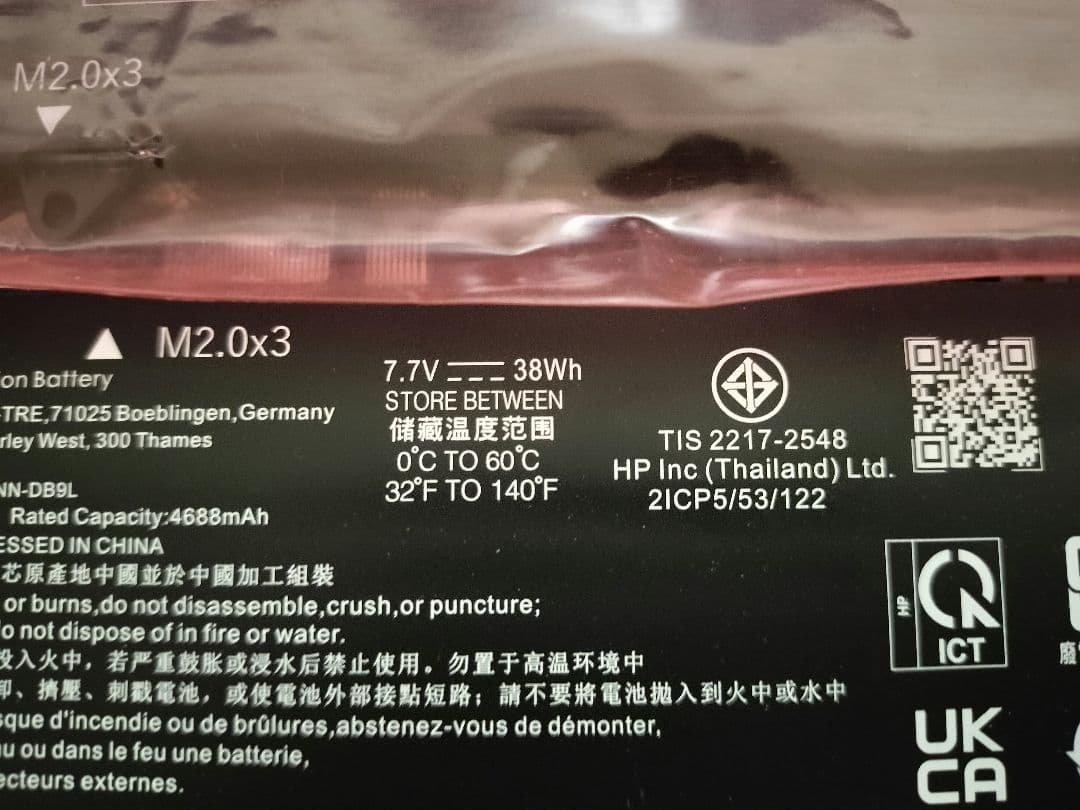 M2.0x3
M2.0x3
on Battery
TRE,71025 Boeblingen,Germany
rley West, 300 Thames
7.7V 38Wh
STORE BETWEEN
储藏温度范围
0℃ TO 60℃
32℉ TO 140℉
TIS 2217-2548
HP Inc (Thailand) Ltd.
2ICP5/53/122
NN-DB9L
Rated Capacity:4688mAh
ESSED IN CHINA
芯原產地中國並於中國加工組裝
or burns,do not disassemble,crush,or puncture;
o not dispose of in fire or water.
投入火中，若严重鼓胀或浸水后禁止使用。勿置于高温环境中
卸、擠壓、刺戳電池，或使電池外部接點短路；請不要將電池拋入到火中或水中
sque d'incendie ou de brûlures,abstenez-vous de démonter,
u ou dans le feu une batterie,
ecteurs externes.
HP
ICT
廢
UK
CA